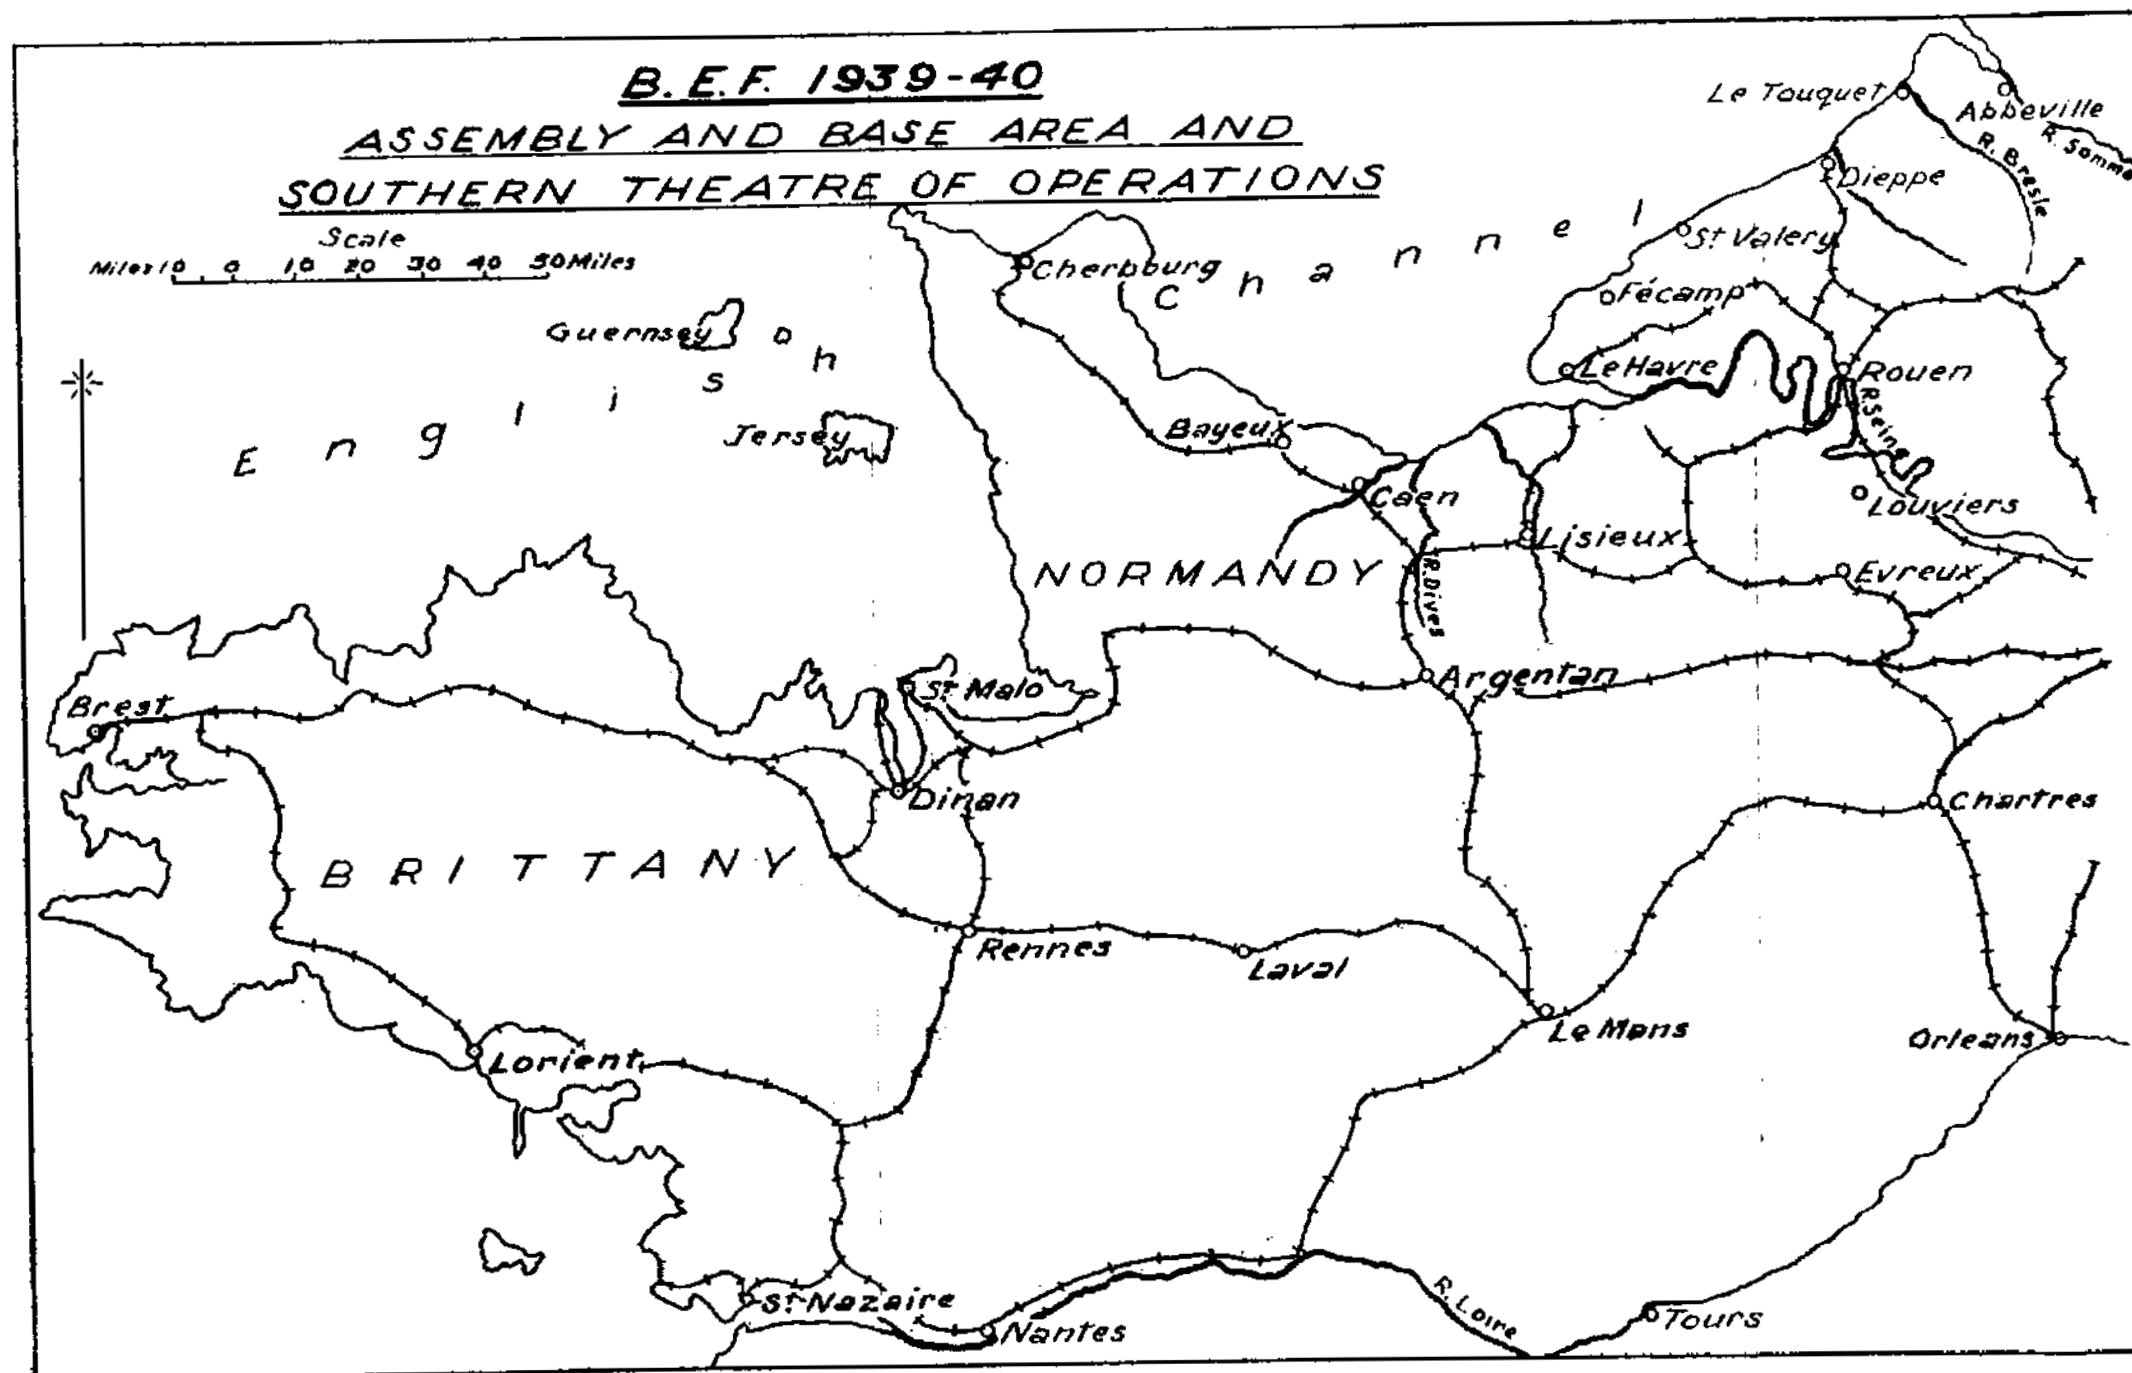 B.E.F. 1939-40
ASSEMBLY AND BASE AREA AND
SOUTHERN THEATRE OF OPERATIONS
Scale
Miles 10 0 10 20 30 40 50 Miles
Le Touquet
Abbeville
R. Somme
R. Bresle
Dieppe
St Valery
Fécamp
Le Havre
Rouen
R. Seine
Louviers
Evreux
Cherbourg
English Channel
Guernsey
Jersey
Bayeux
Caen
Lisieux
NORMANDY
R. Dives
Argentan
Brest
St Malo
Dinan
Chartres
BRITTANY
Rennes
Laval
Le Mans
Orleans
Lorient
St Nazaire
Nantes
R. Loire
Tours